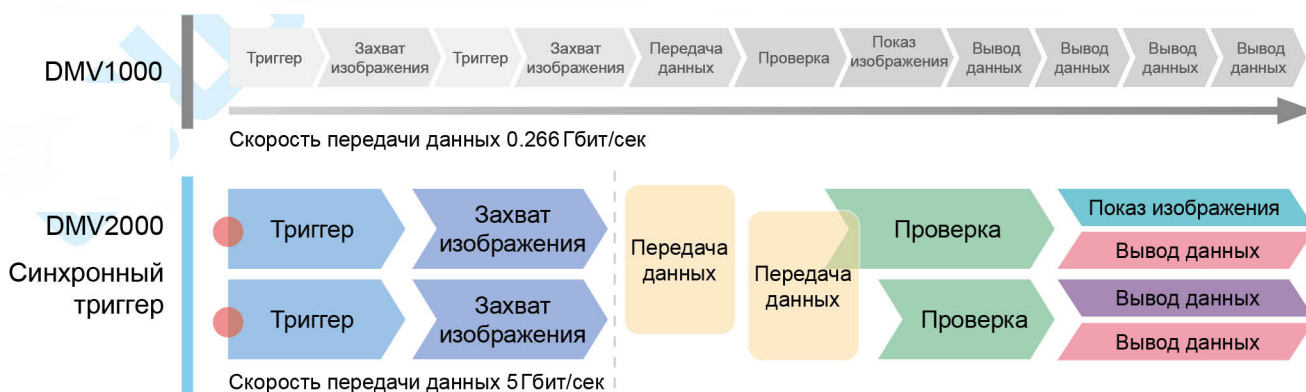 DMV1000
Триггер
Захват
изображения
Триггер
Захват
изображения
Передача
данных
Проверка
Показ
изображения
Вывод
данных
Вывод
данных
Вывод
данных
Вывод
данных
Скорость передачи данных 0.266 Гбит/сек
DMV2000
Синхронный
триггер
Триггер
Захват
изображения
Передача
данных
Передача
данных
Проверка
Показ изображения
Вывод данных
Триггер
Захват
изображения
Проверка
Вывод данных
Вывод данных
Скорость передачи данных 5 Гбит/сек